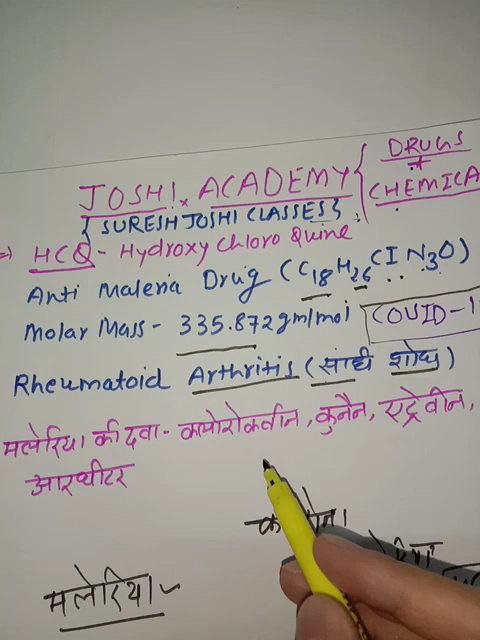 JOSHI ACADEMY { DRUGS + CHEMICA
{ SURESH JOSHI CLASSES }
=> HCQ - Hydroxy Chloro Quine
Anti Maleria Drug (C18H26ClN3O)
Molar Mass - 335.872gm/mol COVID-1
Rheumatoid Arthritis (साधी शोध)
मलेरिया की दवा - क्लोरोक्वीन, कुनैन, एट्रेवीन,
आरथीटर
मलेरिया